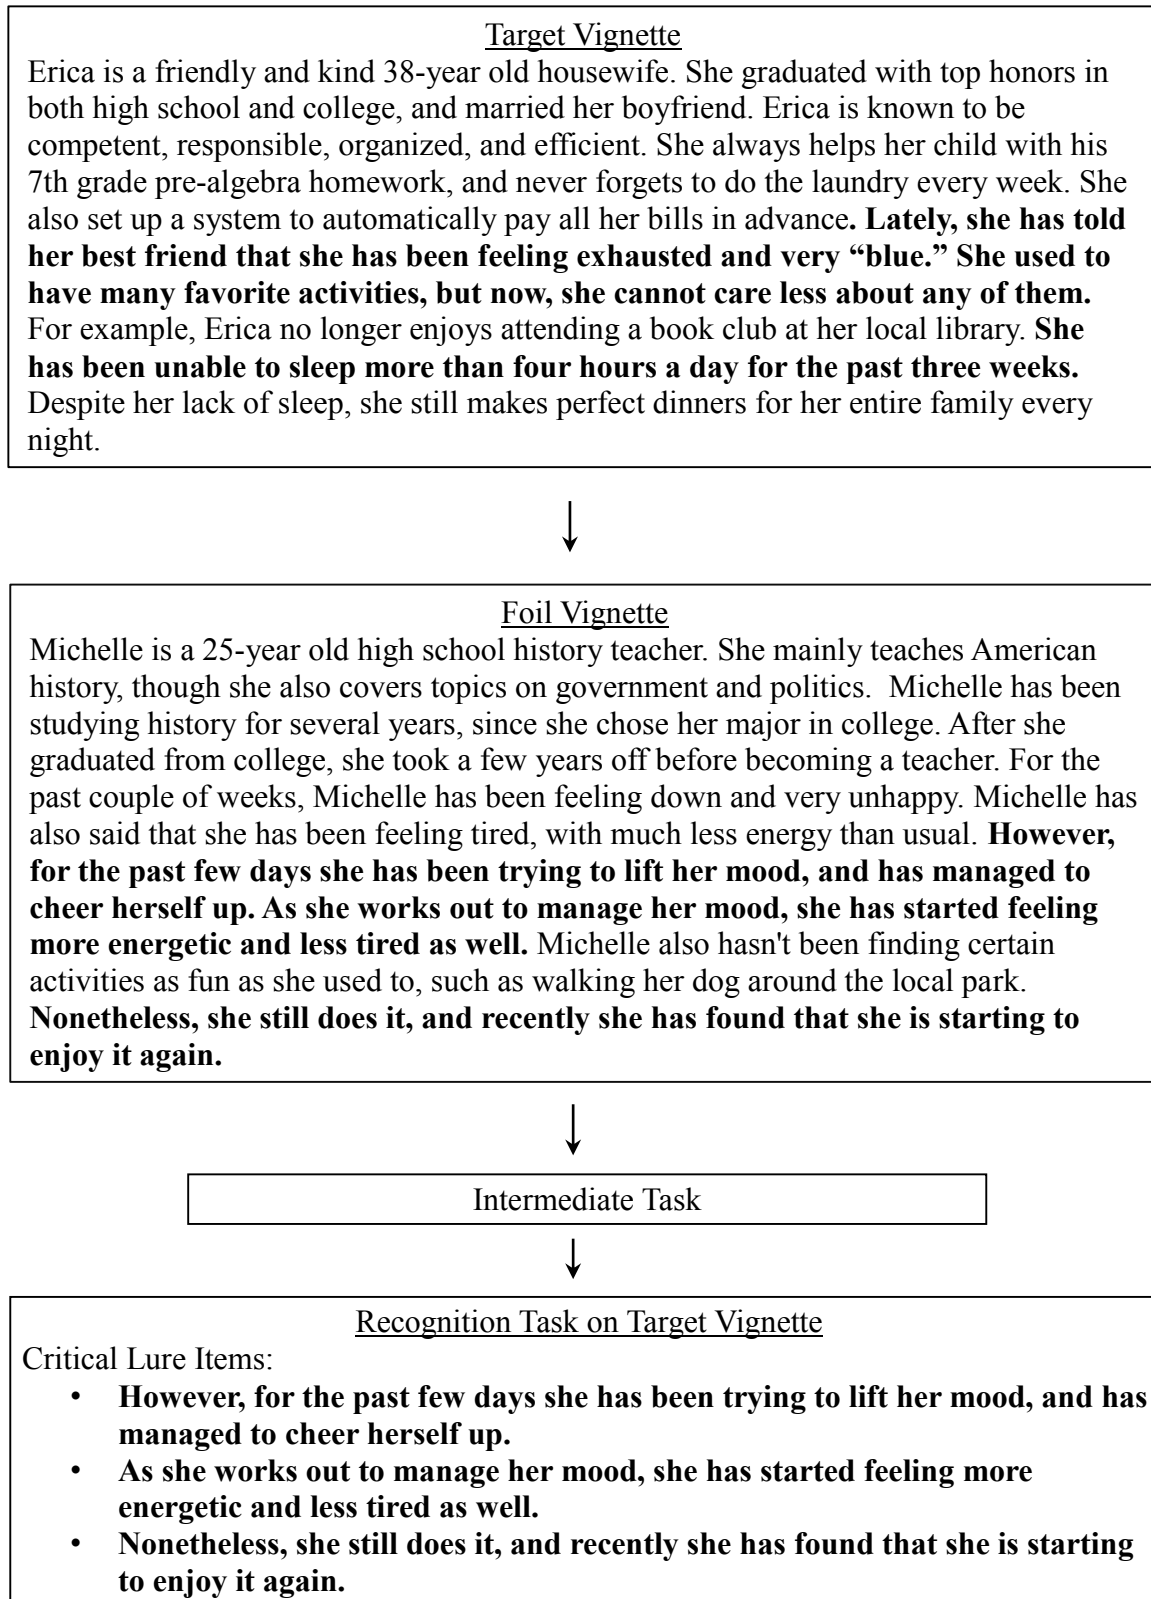 Target Vignette
Erica is a friendly and kind 38-year old housewife. She graduated with top honors in
both high school and college, and married her boyfriend. Erica is known to be
competent, responsible, organized, and efficient. She always helps her child with his
7th grade pre-algebra homework, and never forgets to do the laundry every week. She
also set up a system to automatically pay all her bills in advance. Lately, she has told
her best friend that she has been feeling exhausted and very “blue.” She used to
have many favorite activities, but now, she cannot care less about any of them.
For example, Erica no longer enjoys attending a book club at her local library. She
has been unable to sleep more than four hours a day for the past three weeks.
Despite her lack of sleep, she still makes perfect dinners for her entire family every
night.
Foil Vignette
Michelle is a 25-year old high school history teacher. She mainly teaches American
history, though she also covers topics on government and politics.  Michelle has been
studying history for several years, since she chose her major in college. After she
graduated from college, she took a few years off before becoming a teacher. For the
past couple of weeks, Michelle has been feeling down and very unhappy. Michelle has
also said that she has been feeling tired, with much less energy than usual. However,
for the past few days she has been trying to lift her mood, and has managed to
cheer herself up. As she works out to manage her mood, she has started feeling
more energetic and less tired as well. Michelle also hasn't been finding certain
activities as fun as she used to, such as walking her dog around the local park.
Nonetheless, she still does it, and recently she has found that she is starting to
enjoy it again.
Intermediate Task
Recognition Task on Target Vignette
Critical Lure Items:
• However, for the past few days she has been trying to lift her mood, and has
managed to cheer herself up.
• As she works out to manage her mood, she has started feeling more
energetic and less tired as well.
• Nonetheless, she still does it, and recently she has found that she is starting
to enjoy it again.